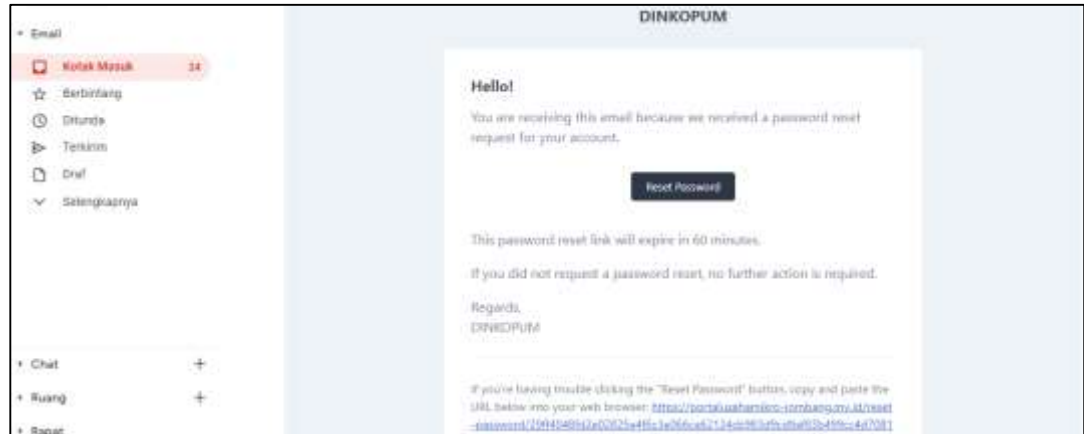 DINKOPUM
Email
Kotak Masuk 24
Berbintang
Ditunda
Terkirim
Draf
Selengkapnya
Hello!
You are receiving this email because we received a password reset
request for your account.
Reset Password
This password reset link will expire in 60 minutes.
If you did not request a password reset, no further action is required.
Regards,
DINKOPUM
Chat
Ruang
Rapat
If you're having trouble clicking the "Reset Password" button, copy and paste the
URL below into your web browser: